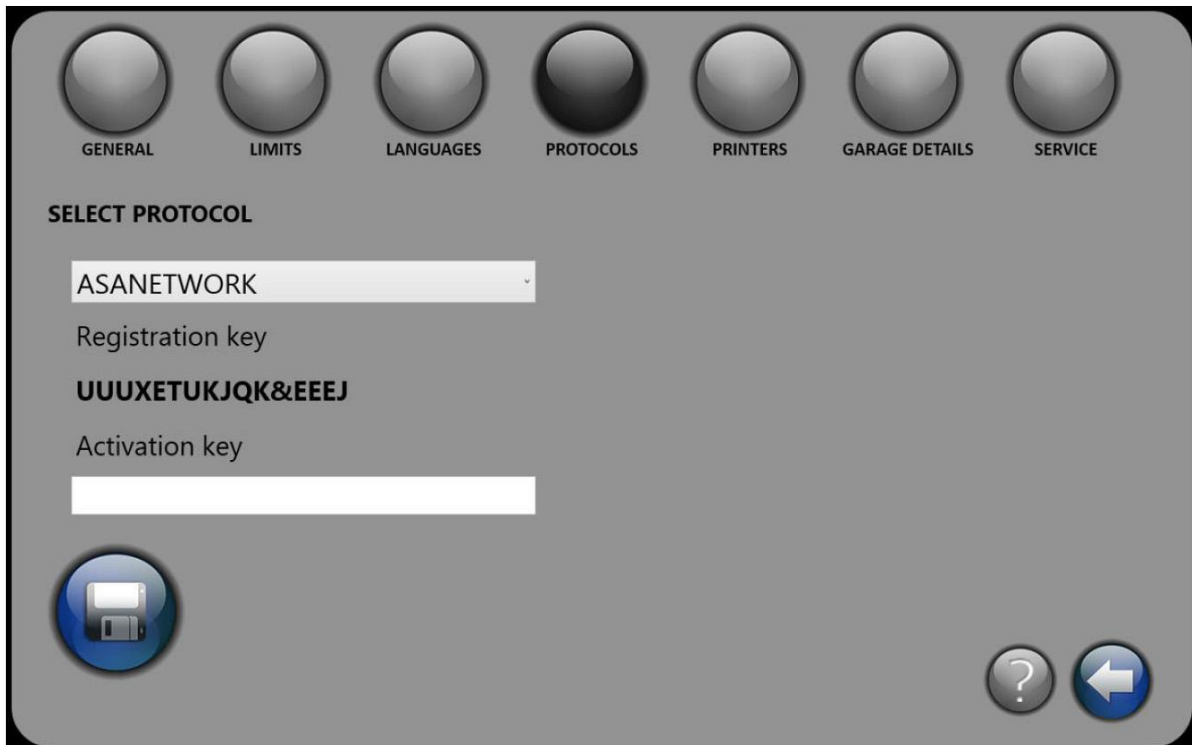 GENERAL LIMITS LANGUAGES PROTOCOLS PRINTERS GARAGE DETAILS SERVICE
SELECT PROTOCOL
ASANETWORK
Registration key
UUUXETUKJQK&EEEJ
Activation key
?